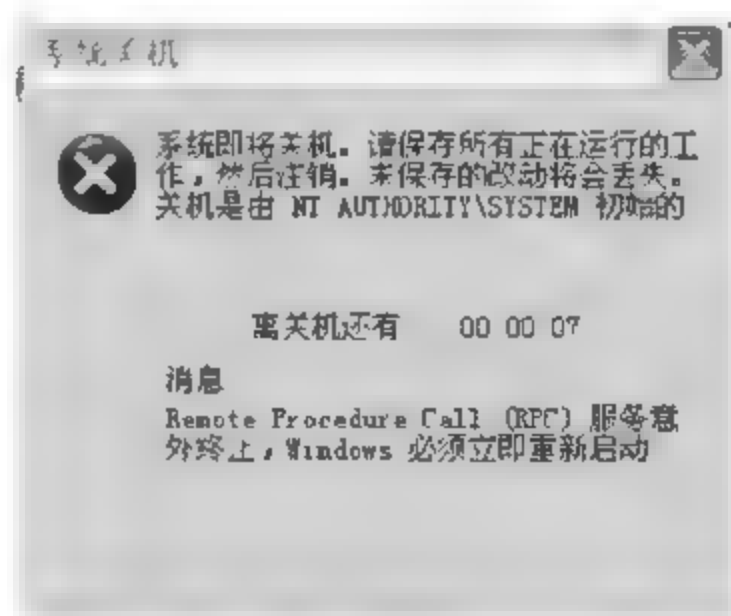 系统关机
系统即将关机。请保存所有正在运行的工
作，然后注销。未保存的改动将会丢失。
关机是由 NT AUTHORITY\SYSTEM 初始的
离关机还有 00 00 07
消息
Remote Procedure Call (RPC) 服务意
外终止，Windows 必须立即重新启动